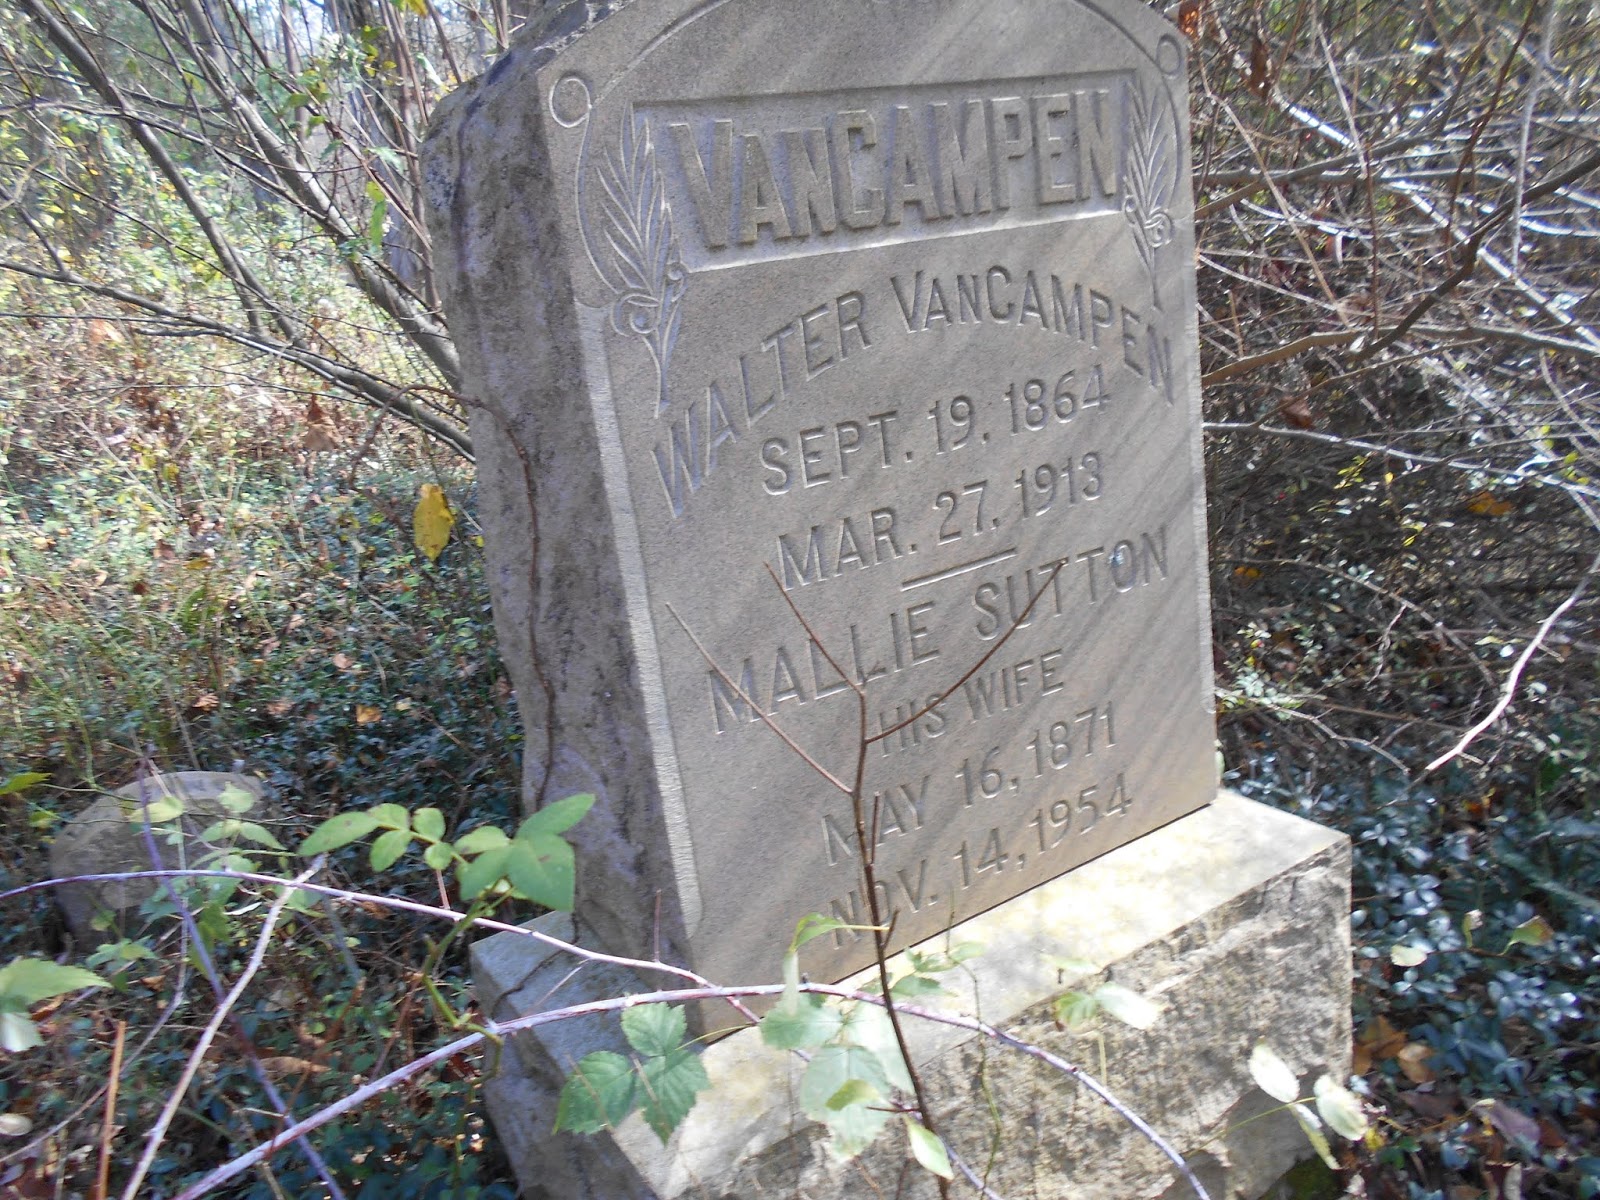 VANCAMPEN
WALTER VANCAMPEN
SEPT. 19, 1864
MAR. 27, 1913
MALLIE SUTTON
HIS WIFE
MAY 16, 1871
NOV. 14, 1954